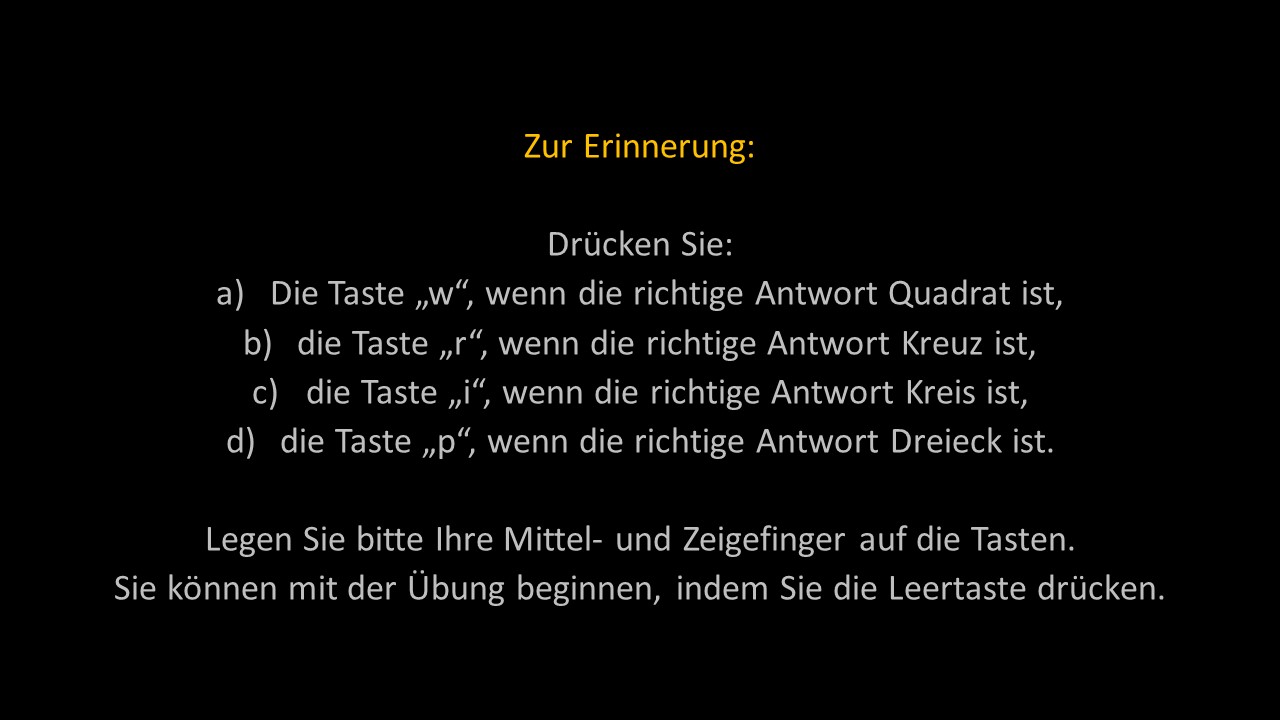 Zur Erinnerung:
Drücken Sie:
a) Die Taste „w“, wenn die richtige Antwort Quadrat ist,
b) die Taste „r“, wenn die richtige Antwort Kreuz ist,
c) die Taste „i“, wenn die richtige Antwort Kreis ist,
d) die Taste „p“, wenn die richtige Antwort Dreieck ist.
Legen Sie bitte Ihre Mittel- und Zeigefinger auf die Tasten.
Sie können mit der Übung beginnen, indem Sie die Leertaste drücken.